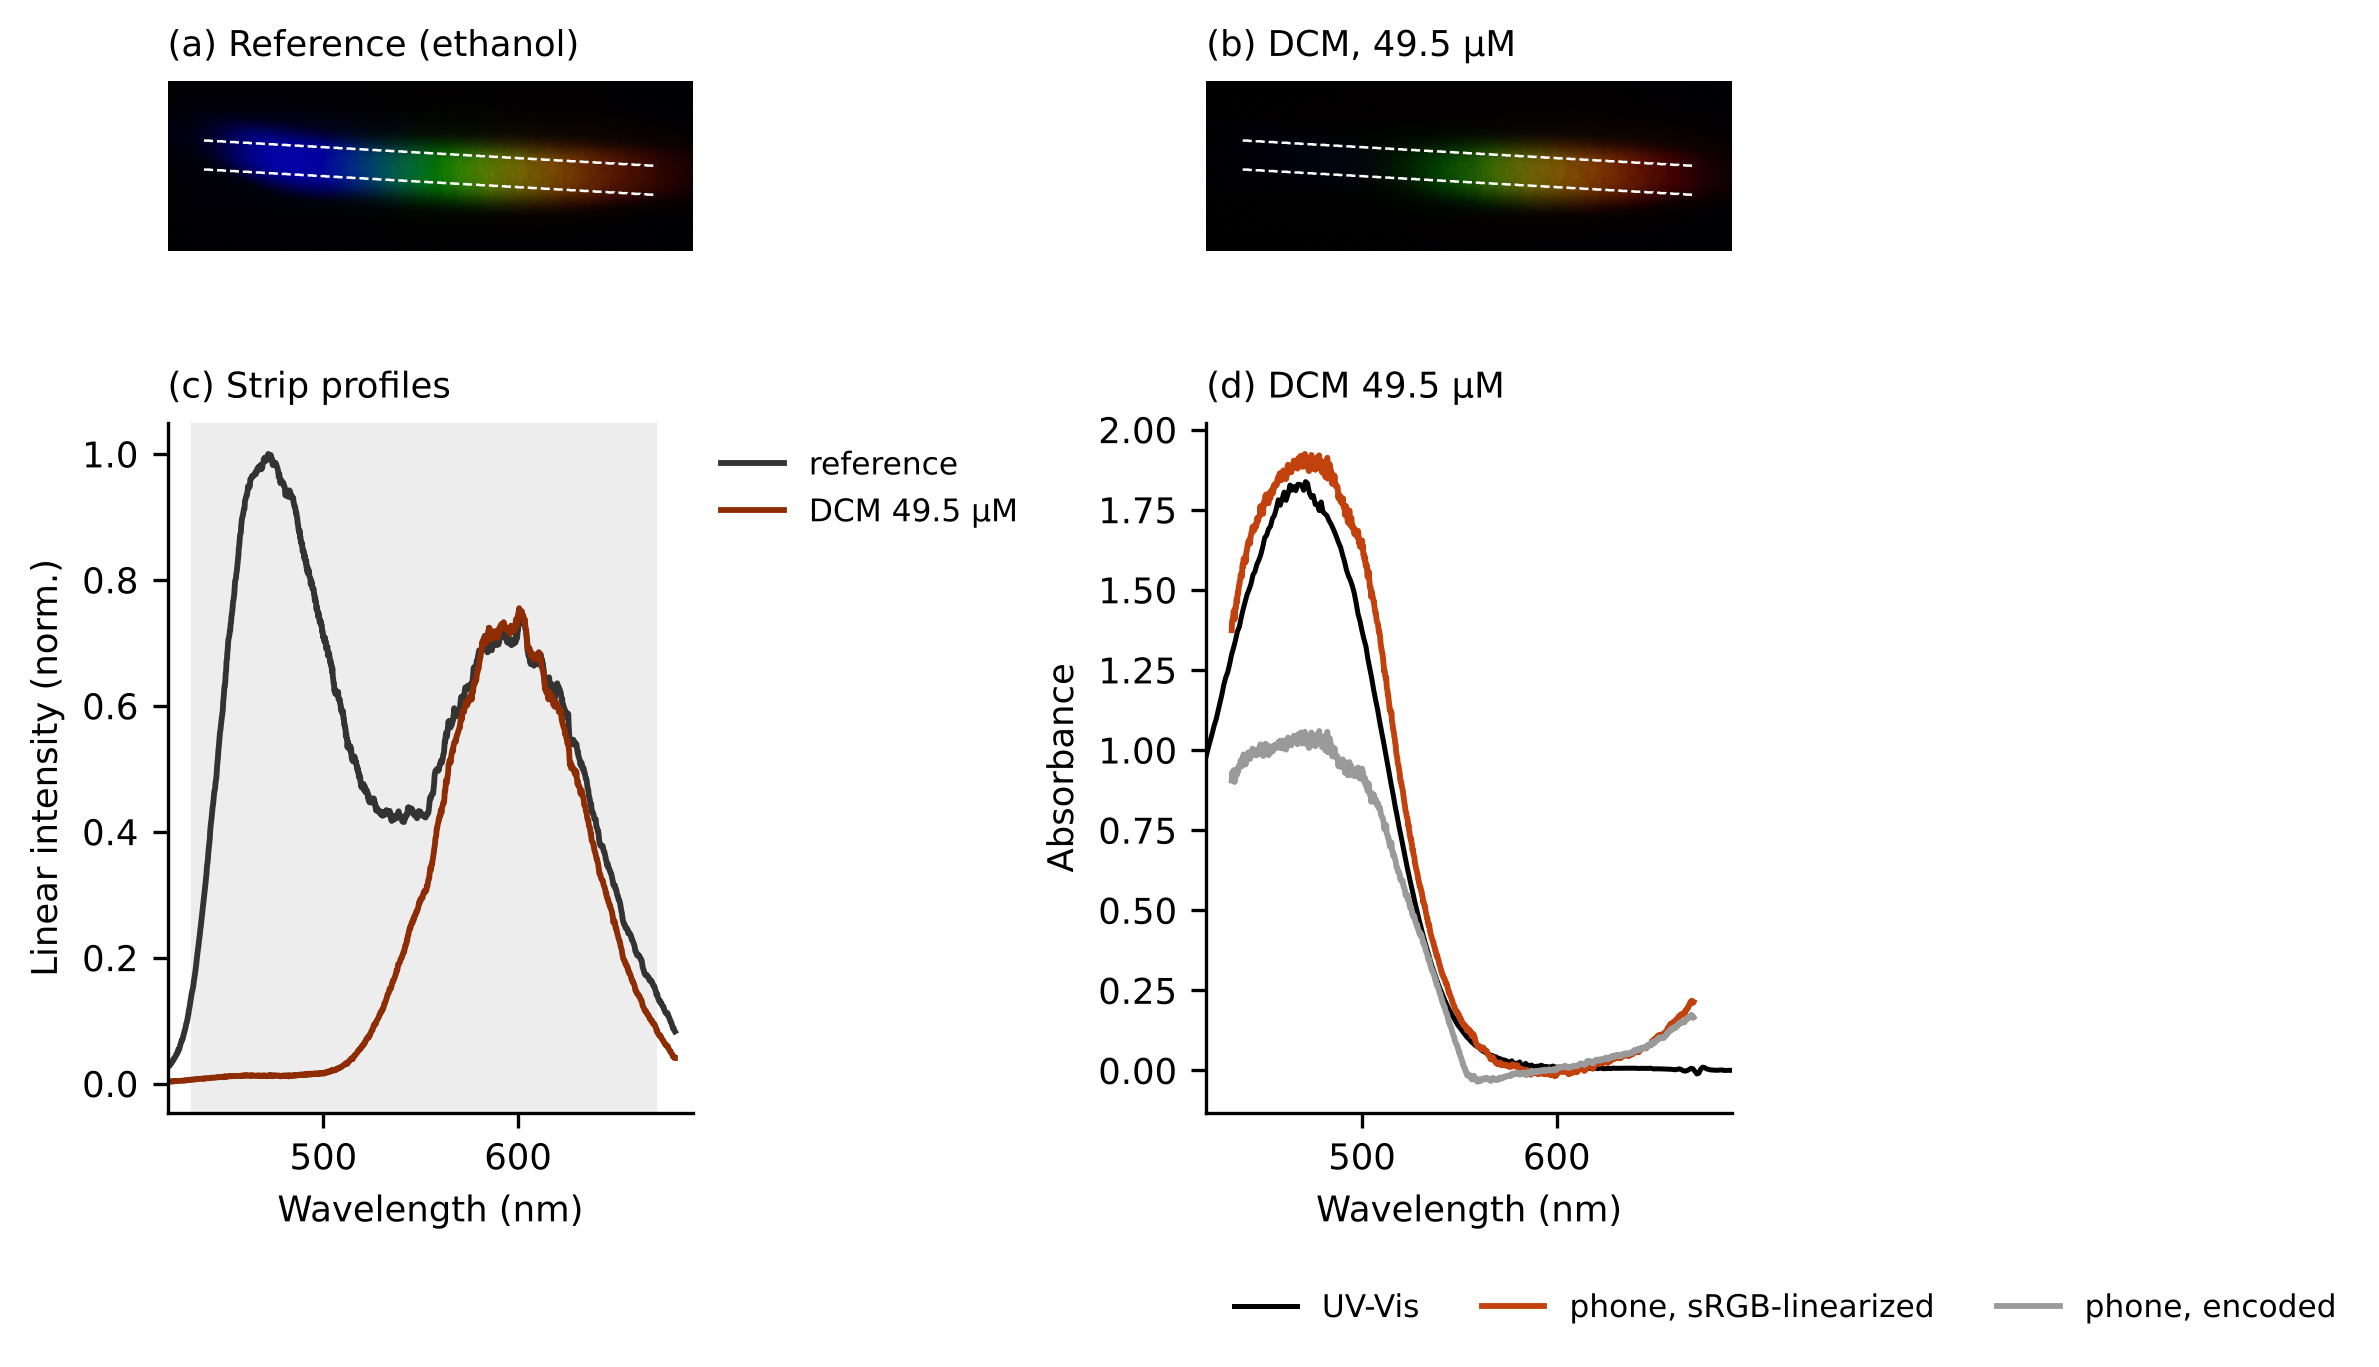 (a) Reference (ethanol)
(b) DCM, 49.5 µM
(c) Strip profiles
1.0
0.8
0.6
0.4
0.2
0.0
Linear intensity (norm.)
500
600
Wavelength (nm)
reference
DCM 49.5 µM
(d) DCM 49.5 µM
2.00
1.75
1.50
1.25
1.00
0.75
0.50
0.25
0.00
Absorbance
500
600
Wavelength (nm)
UV-Vis
phone, sRGB-linearized
phone, encoded